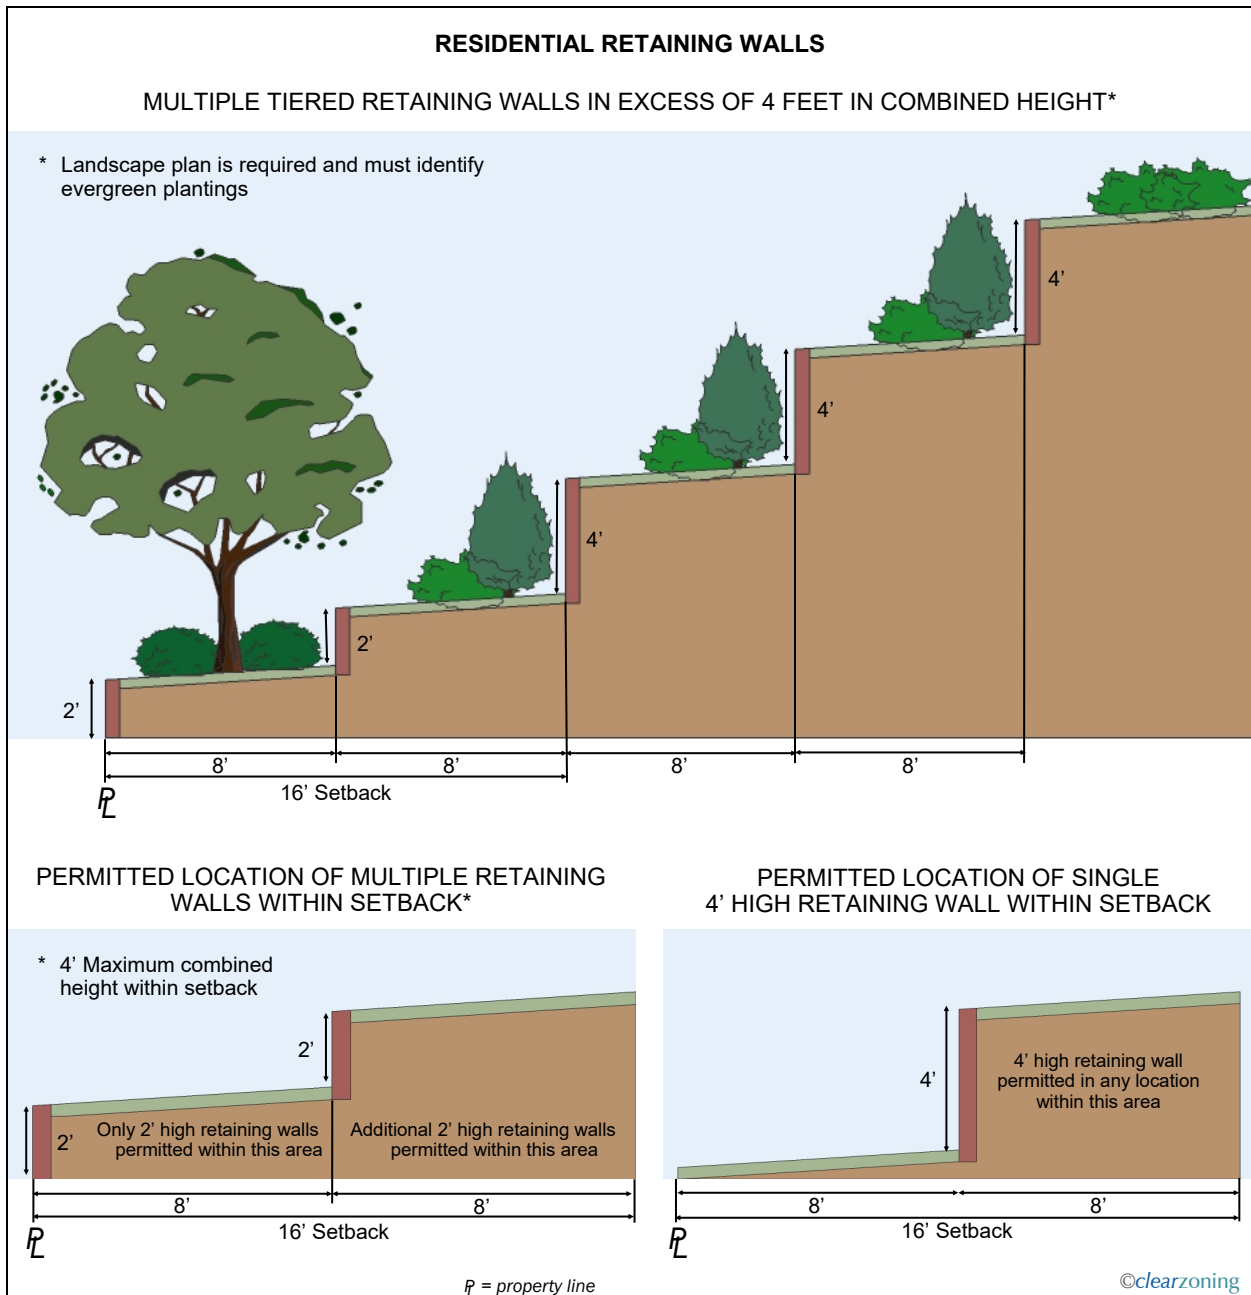 RESIDENTIAL RETAINING WALLS
MULTIPLE TIERED RETAINING WALLS IN EXCESS OF 4 FEET IN COMBINED HEIGHT*
* Landscape plan is required and must identify
evergreen plantings
4’
4’
4’
2’
2’
8’
8’
8’
8’
16’ Setback
PL
PERMITTED LOCATION OF MULTIPLE RETAINING
WALLS WITHIN SETBACK*
* 4’ Maximum combined
height within setback
2’
2’
Only 2’ high retaining walls
permitted within this area
Additional 2’ high retaining walls
permitted within this area
8’
8’
16’ Setback
PL
PERMITTED LOCATION OF SINGLE
4’ HIGH RETAINING WALL WITHIN SETBACK
4’
4’ high retaining wall
permitted in any location
within this area
8’
8’
16’ Setback
PL
PL = property line
©clearzoning